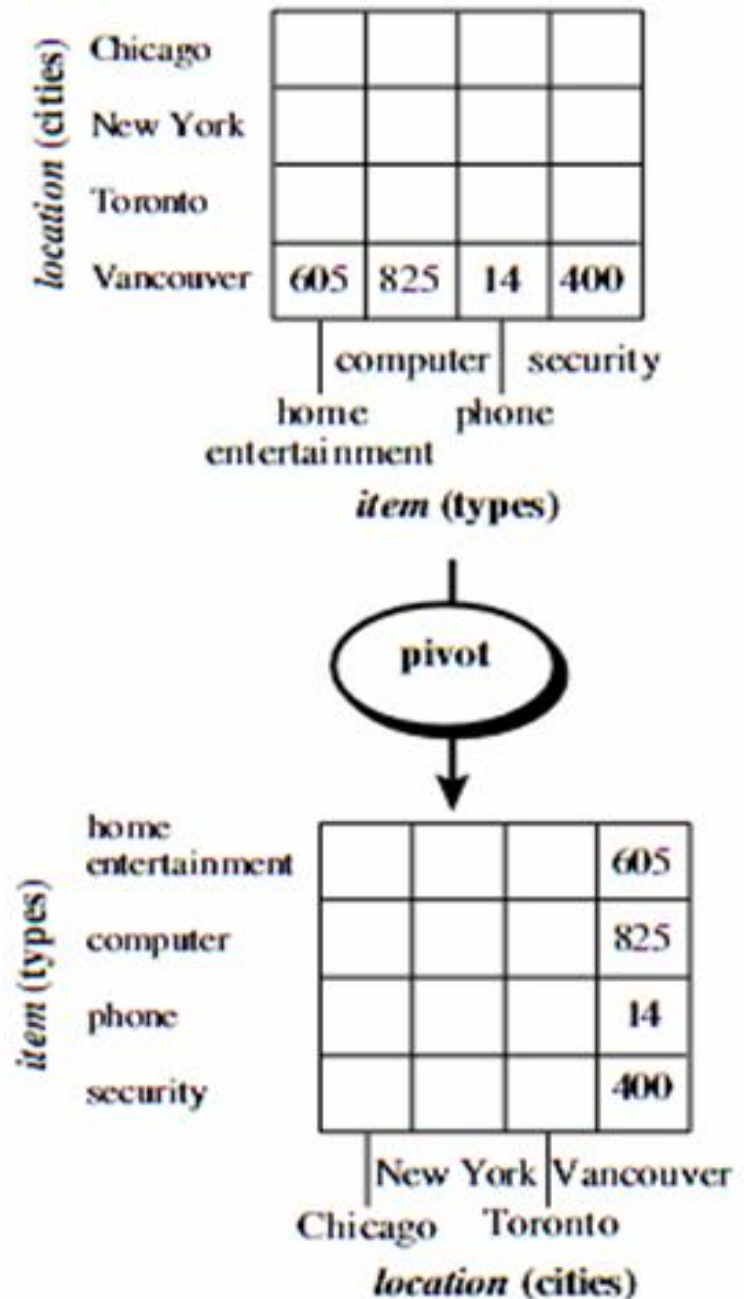 location (cities)
Chicago
New York
Toronto
Vancouver 605 825 14 400
computer security
home phone
entertainment
item (types)
pivot
item (types)
home
entertainment 605
computer 825
phone 14
security 400
New York Vancouver
Chicago Toronto
location (cities)